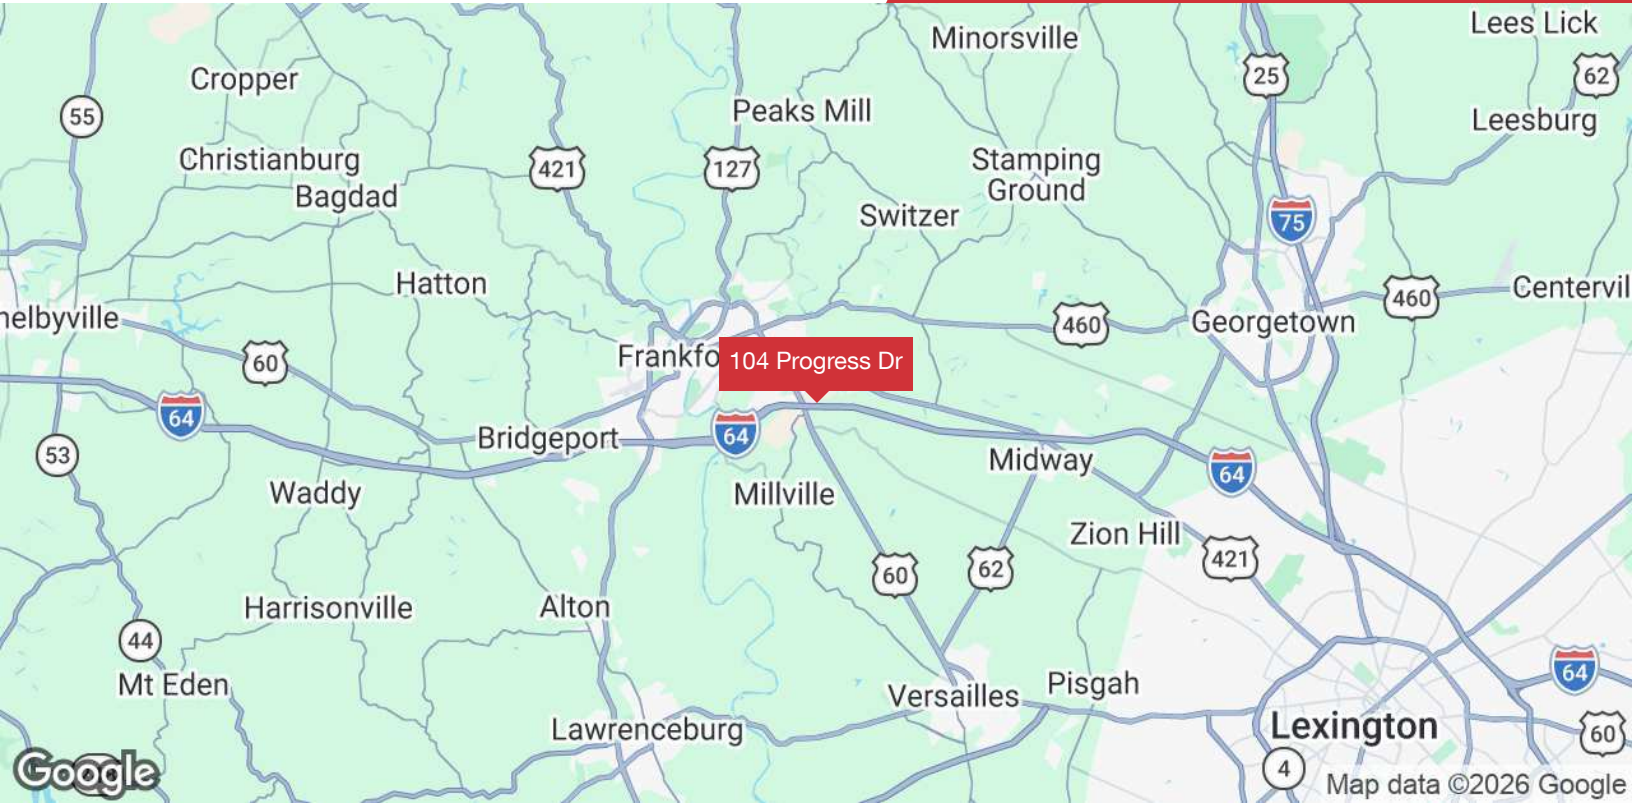 Lees Lick
Minorsville
25
62
Cropper
55
Peaks Mill
Leesburg
Christianburg
421
127
Stamping
Ground
Bagdad
Switzer
75
Hatton
Centervil
460
helbyville
460
Georgetown
Frankfo
104 Progress Dr
60
64
Bridgeport
64
53
Midway
64
Waddy
Millville
Zion Hill
421
60
62
Harrisonville
Alton
44
64
Mt Eden
Versailles
Pisgah
Lawrenceburg
Lexington
60
4
Google
Map data ©2026 Google